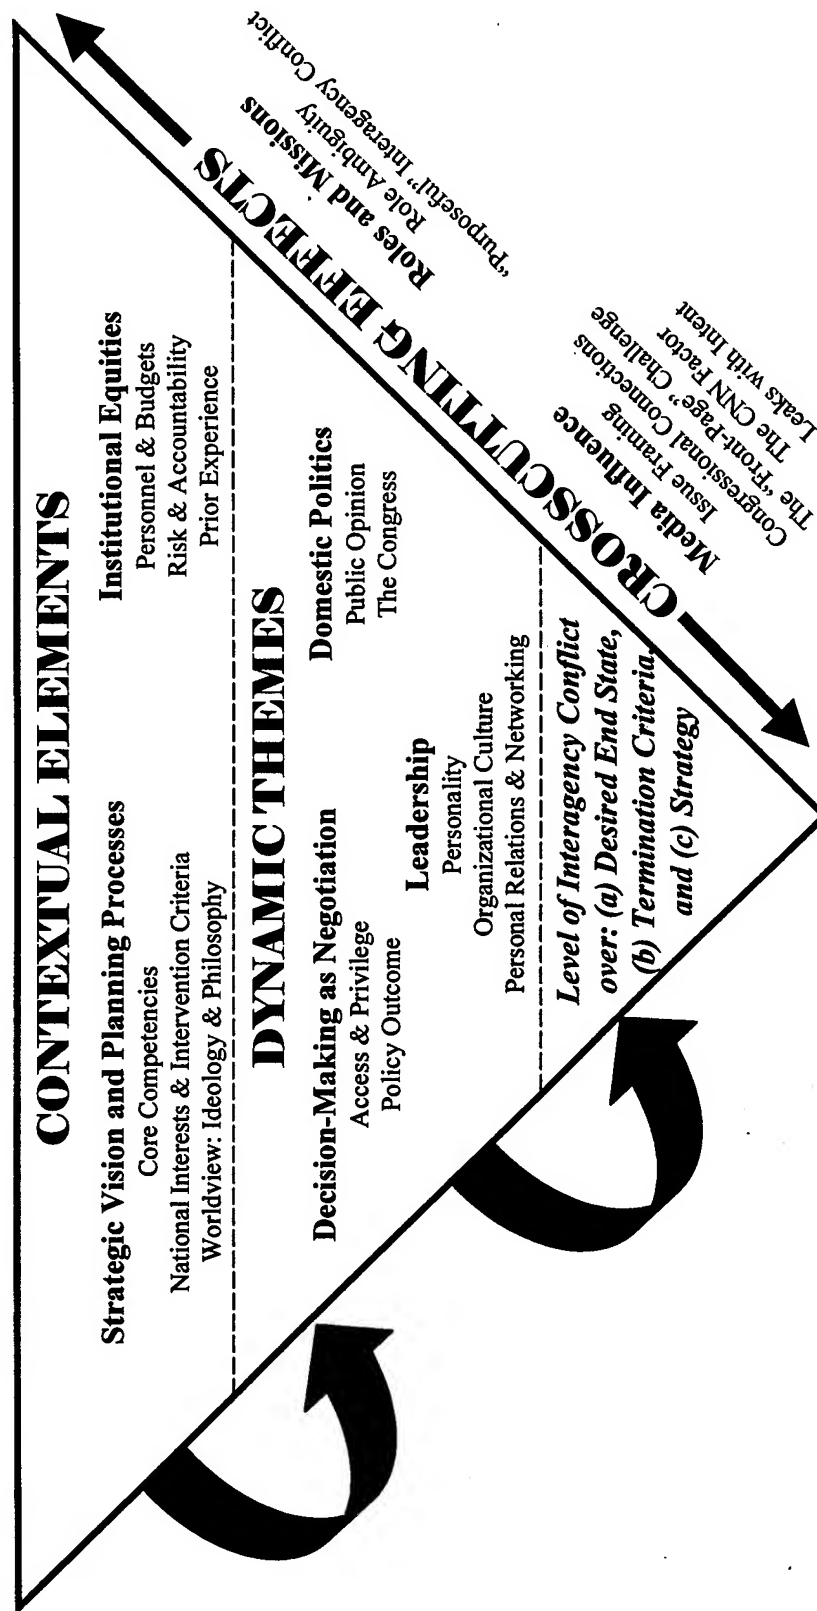 CONTEXTUAL ELEMENTS
Strategic Vision and Planning Processes
Core Competencies
National Interests & Intervention Criteria
Worldview: Ideology & Philosophy
Institutional Equities
Personnel & Budgets
Risk & Accountability
Prior Experience
DYNAMIC THEMES
Decision-Making as Negotiation
Access & Privilege
Policy Outcome
Domestic Politics
Public Opinion
The Congress
Leadership
Personality
Organizational Culture
Personal Relations & Networking
Level of Interagency Conflict
over: (a) Desired End State,
(b) Termination Criteria,
and (c) Strategy
CROSSCUTTING EFFECTS
Roles and Missions
Role Ambiguity
"Purposeful" Interagency Conflict
Media Influence
Issue Framing
Congressional Connections
The "Front-Page" Challenge
The CNN Factor
Leaks with Intent